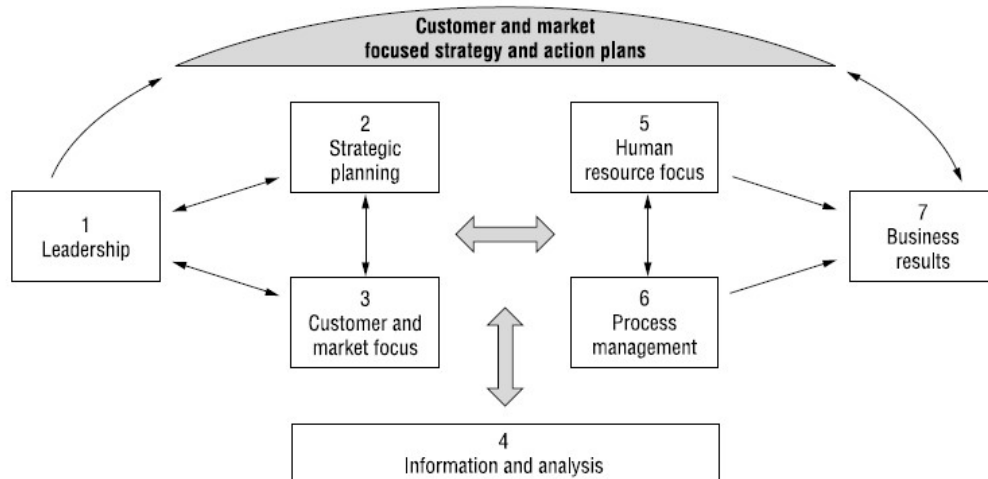 Customer and market
focused strategy and action plans
2
Strategic
planning
5
Human
resource focus
1
Leadership
7
Business
results
3
Customer and
market focus
6
Process
management
4
Information and analysis